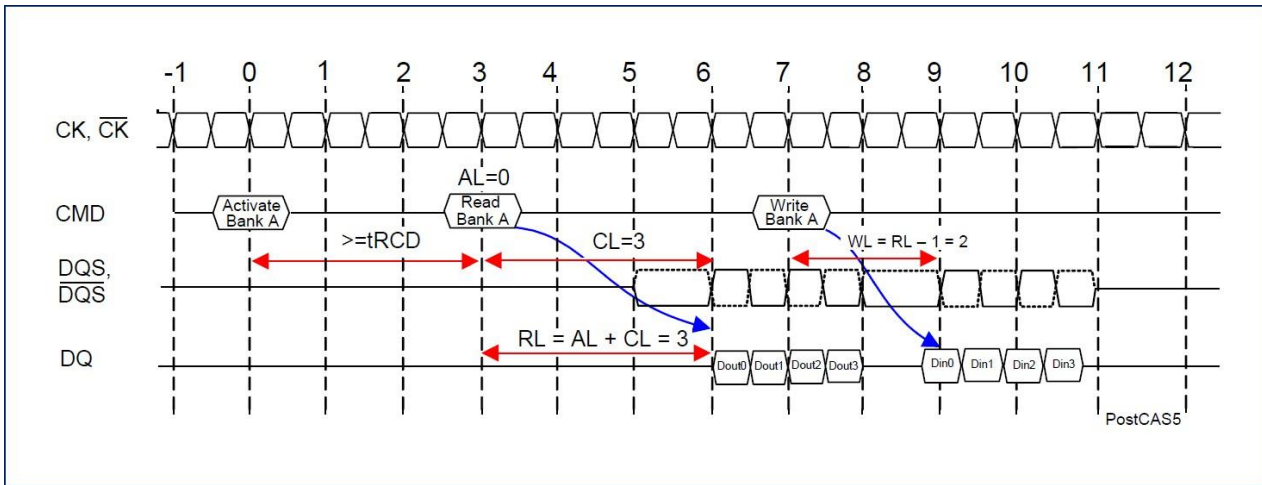 -1 0 1 2 3 4 5 6 7 8 9 10 11 12
CK, C̅K̅
AL=0
CMD
Activate
Bank A
Read
Bank A
Write
Bank A
>=tRCD
CL=3
WL = RL – 1 = 2
DQS,
D̅Q̅S̅
RL = AL + CL = 3
DQ
Dout0 Dout1 Dout2 Dout3
Din0 Din1 Din2 Din3
PostCAS5